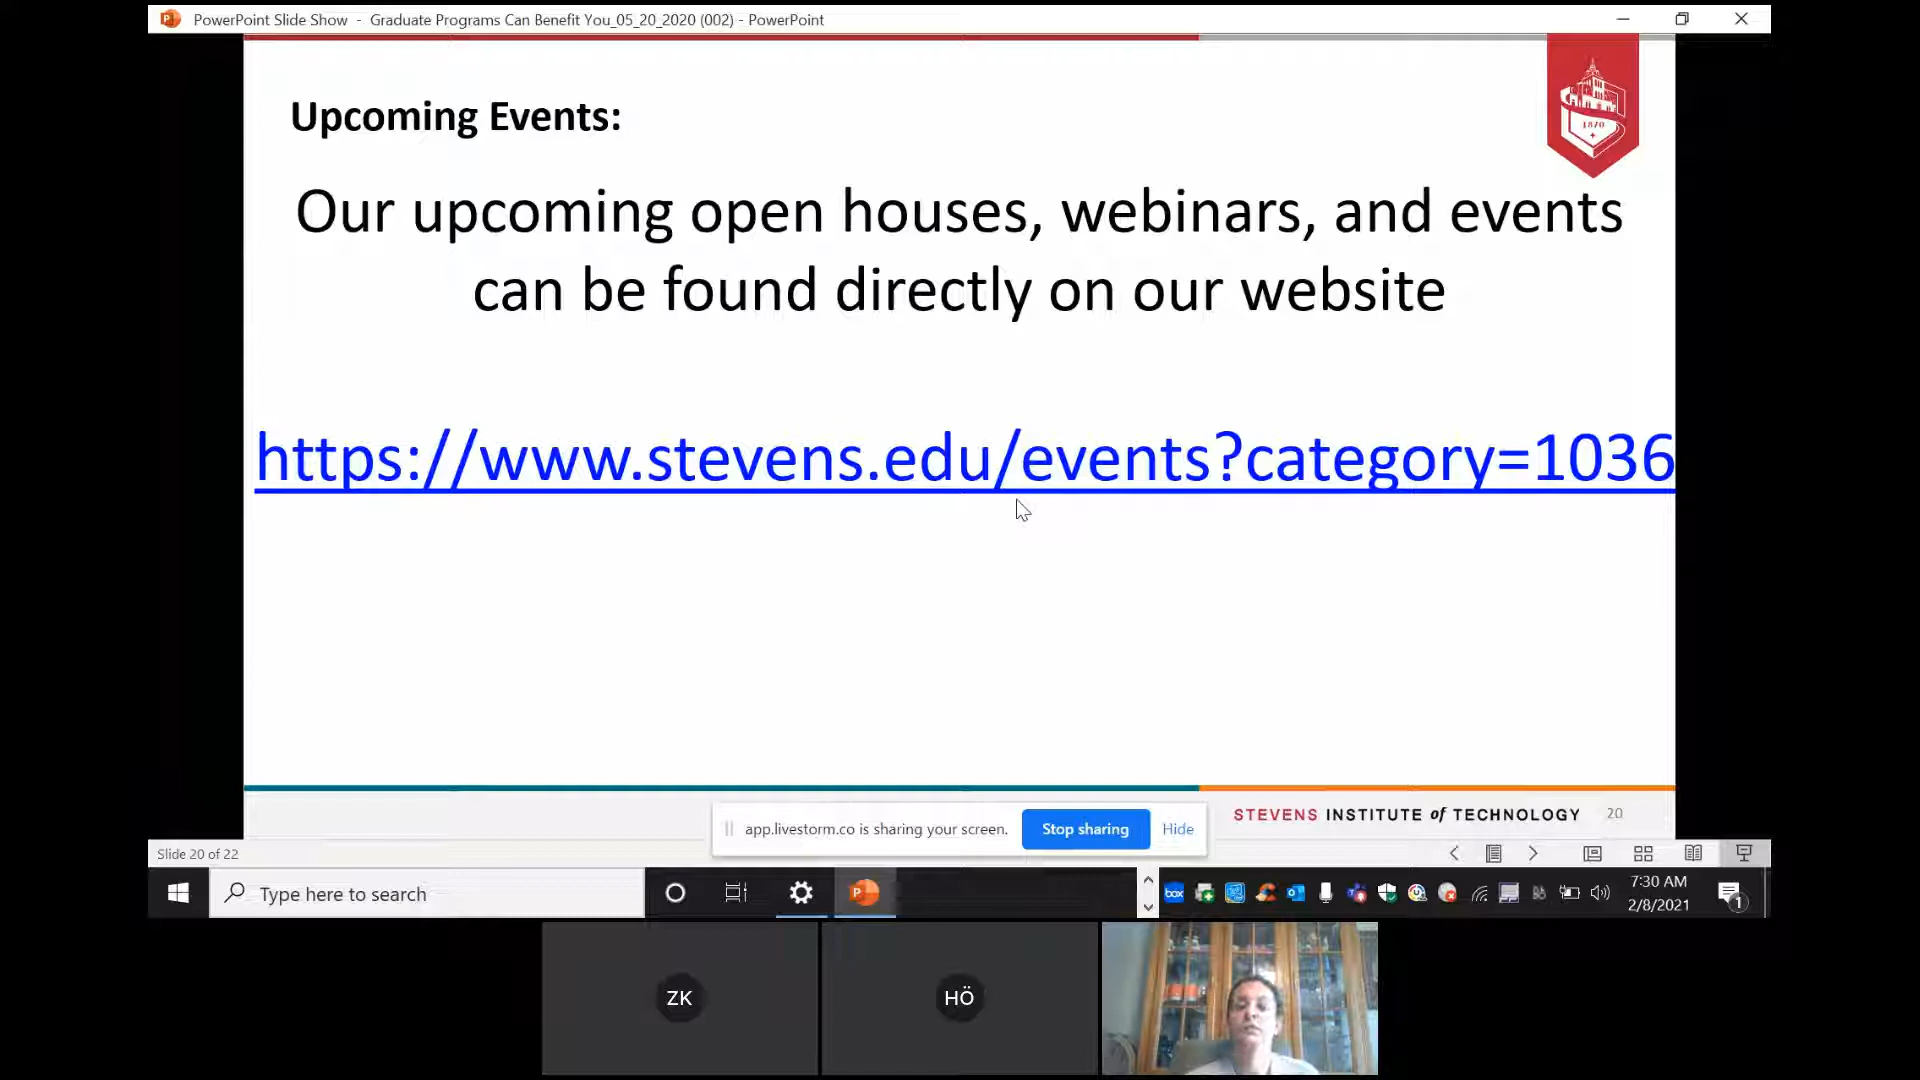 PowerPoint Slide Show - Graduate Programs Can Benefit You_05_20_2020 (002) - PowerPoint
1870
Upcoming Events:
Our upcoming open houses, webinars, and events
can be found directly on our website
https://www.stevens.edu/events?category=1036
STEVENS INSTITUTE of TECHNOLOGY 20
app.livestorm.co is sharing your screen. Stop sharing Hide
Slide 20 of 22
Type here to search
box
7:30 AM
2/8/2021
1
ZK
HÖ